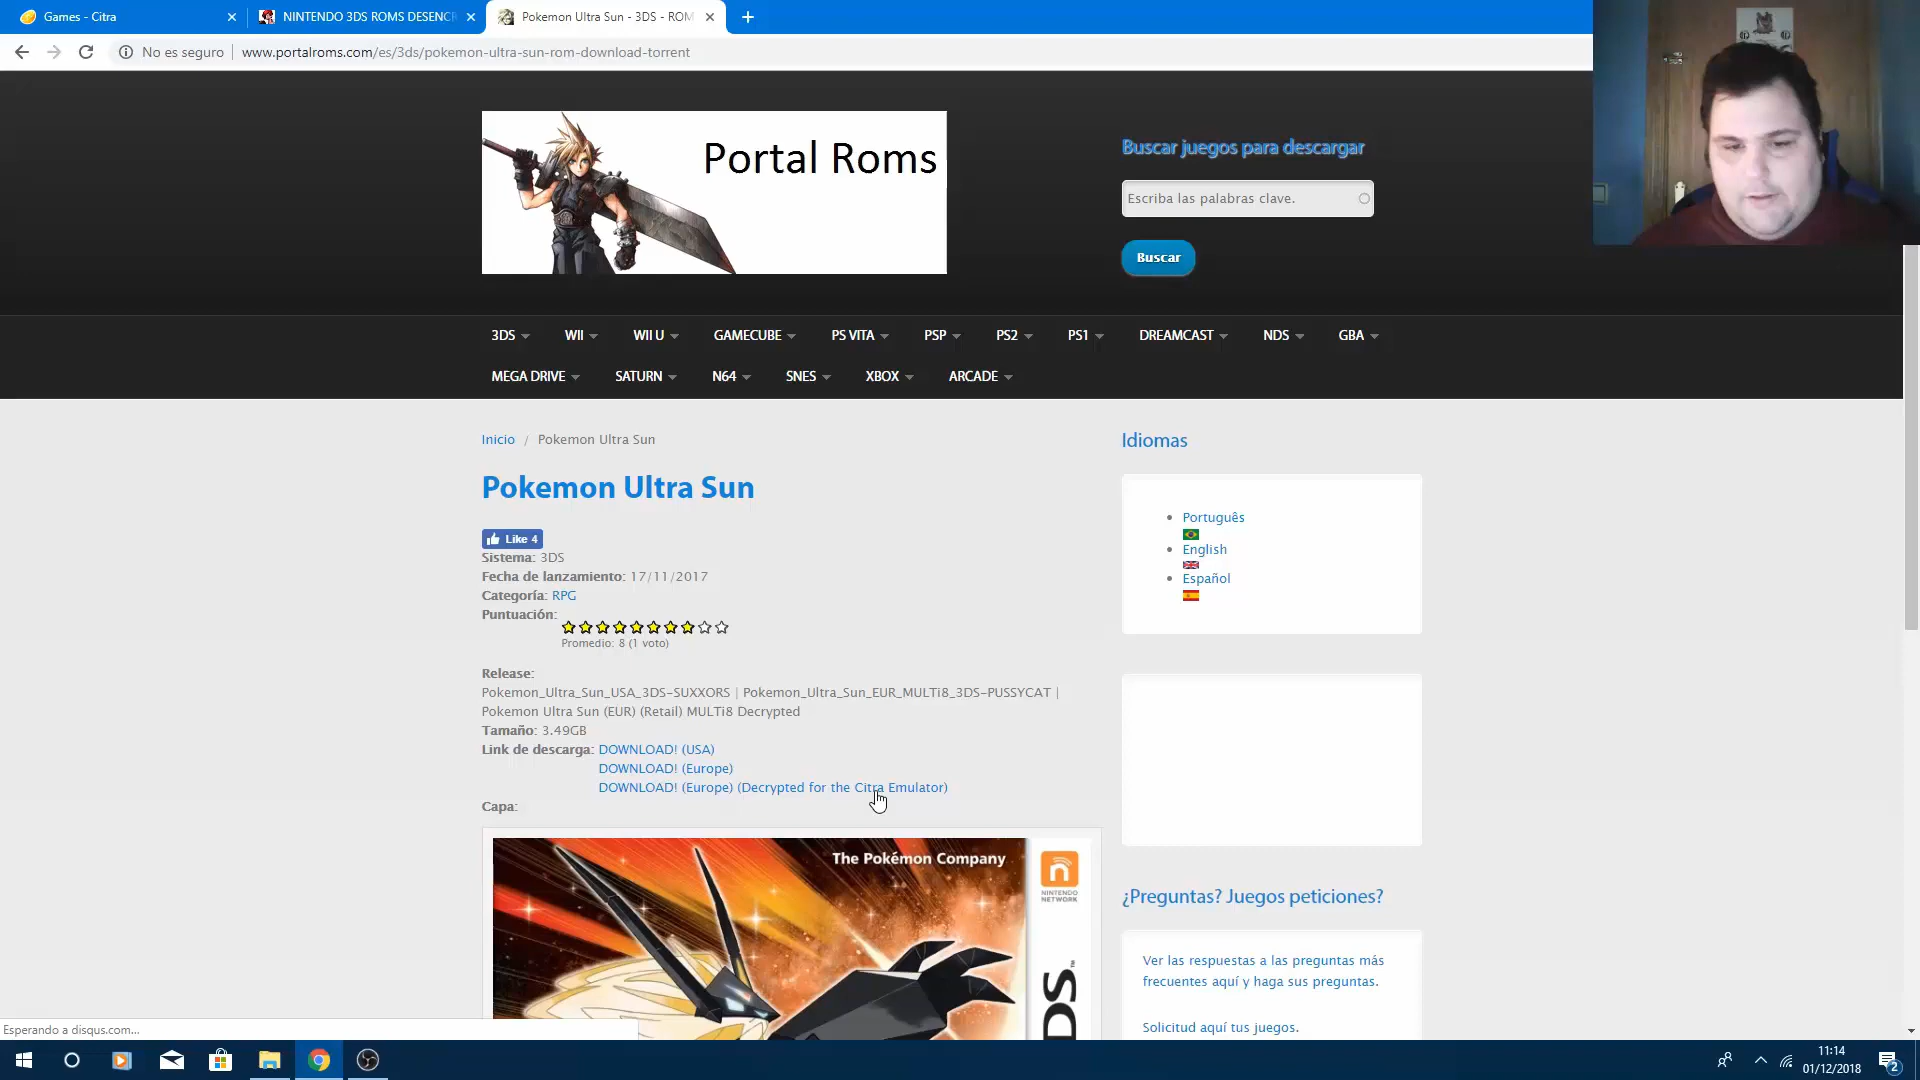 Games - Citra
NINTENDO 3DS ROMS DESENCR
Pokemon Ultra Sun - 3DS - ROM
No es seguro
www.portalroms.com/es/3ds/pokemon-ultra-sun-rom-download-torrent
Portal Roms
Buscar juegos para descargar
Escriba las palabras clave.
Buscar
3DS WII WII U GAMECUBE PS VITA PSP PS2 PS1 DREAMCAST NDS GBA
MEGA DRIVE SATURN N64 SNES XBOX ARCADE
Inicio / Pokemon Ultra Sun
Pokemon Ultra Sun
Like 4
Sistema: 3DS
Fecha de lanzamiento: 17/11/2017
Categoría: RPG
Puntuación:
Promedio: 8 (1 voto)
Release:
Pokemon_Ultra_Sun_USA_3DS-SUXXORS | Pokemon_Ultra_Sun_EUR_MULTi8_3DS-PUSSYCAT |
Pokemon Ultra Sun (EUR) (Retail) MULTi8 Decrypted
Tamaño: 3.49GB
Link de descarga: DOWNLOAD! (USA)
DOWNLOAD! (Europe)
DOWNLOAD! (Europe) (Decrypted for the Citra Emulator)
Capa:
The Pokémon Company
NINTENDO
NETWORK
DS
Idiomas
Português
English
Español
¿Preguntas? Juegos peticiones?
Ver las respuestas a las preguntas más
frecuentes aquí y haga sus preguntas.
Solicitud aquí tus juegos.
Esperando a disqus.com...
11:14
01/12/2018
2